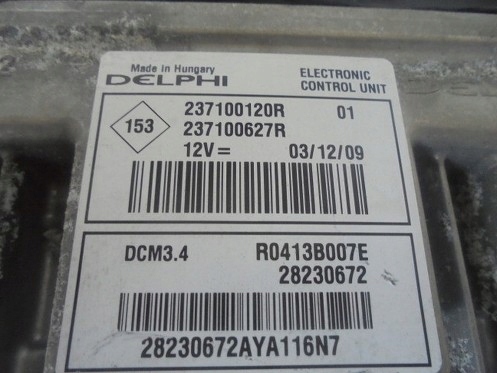 Made in Hungary
DELPHI
ELECTRONIC
CONTROL UNIT
153
237100120R 01
237100627R
12V= 03/12/09
DCM3.4 R0413B007E
28230672
28230672AYA116N7